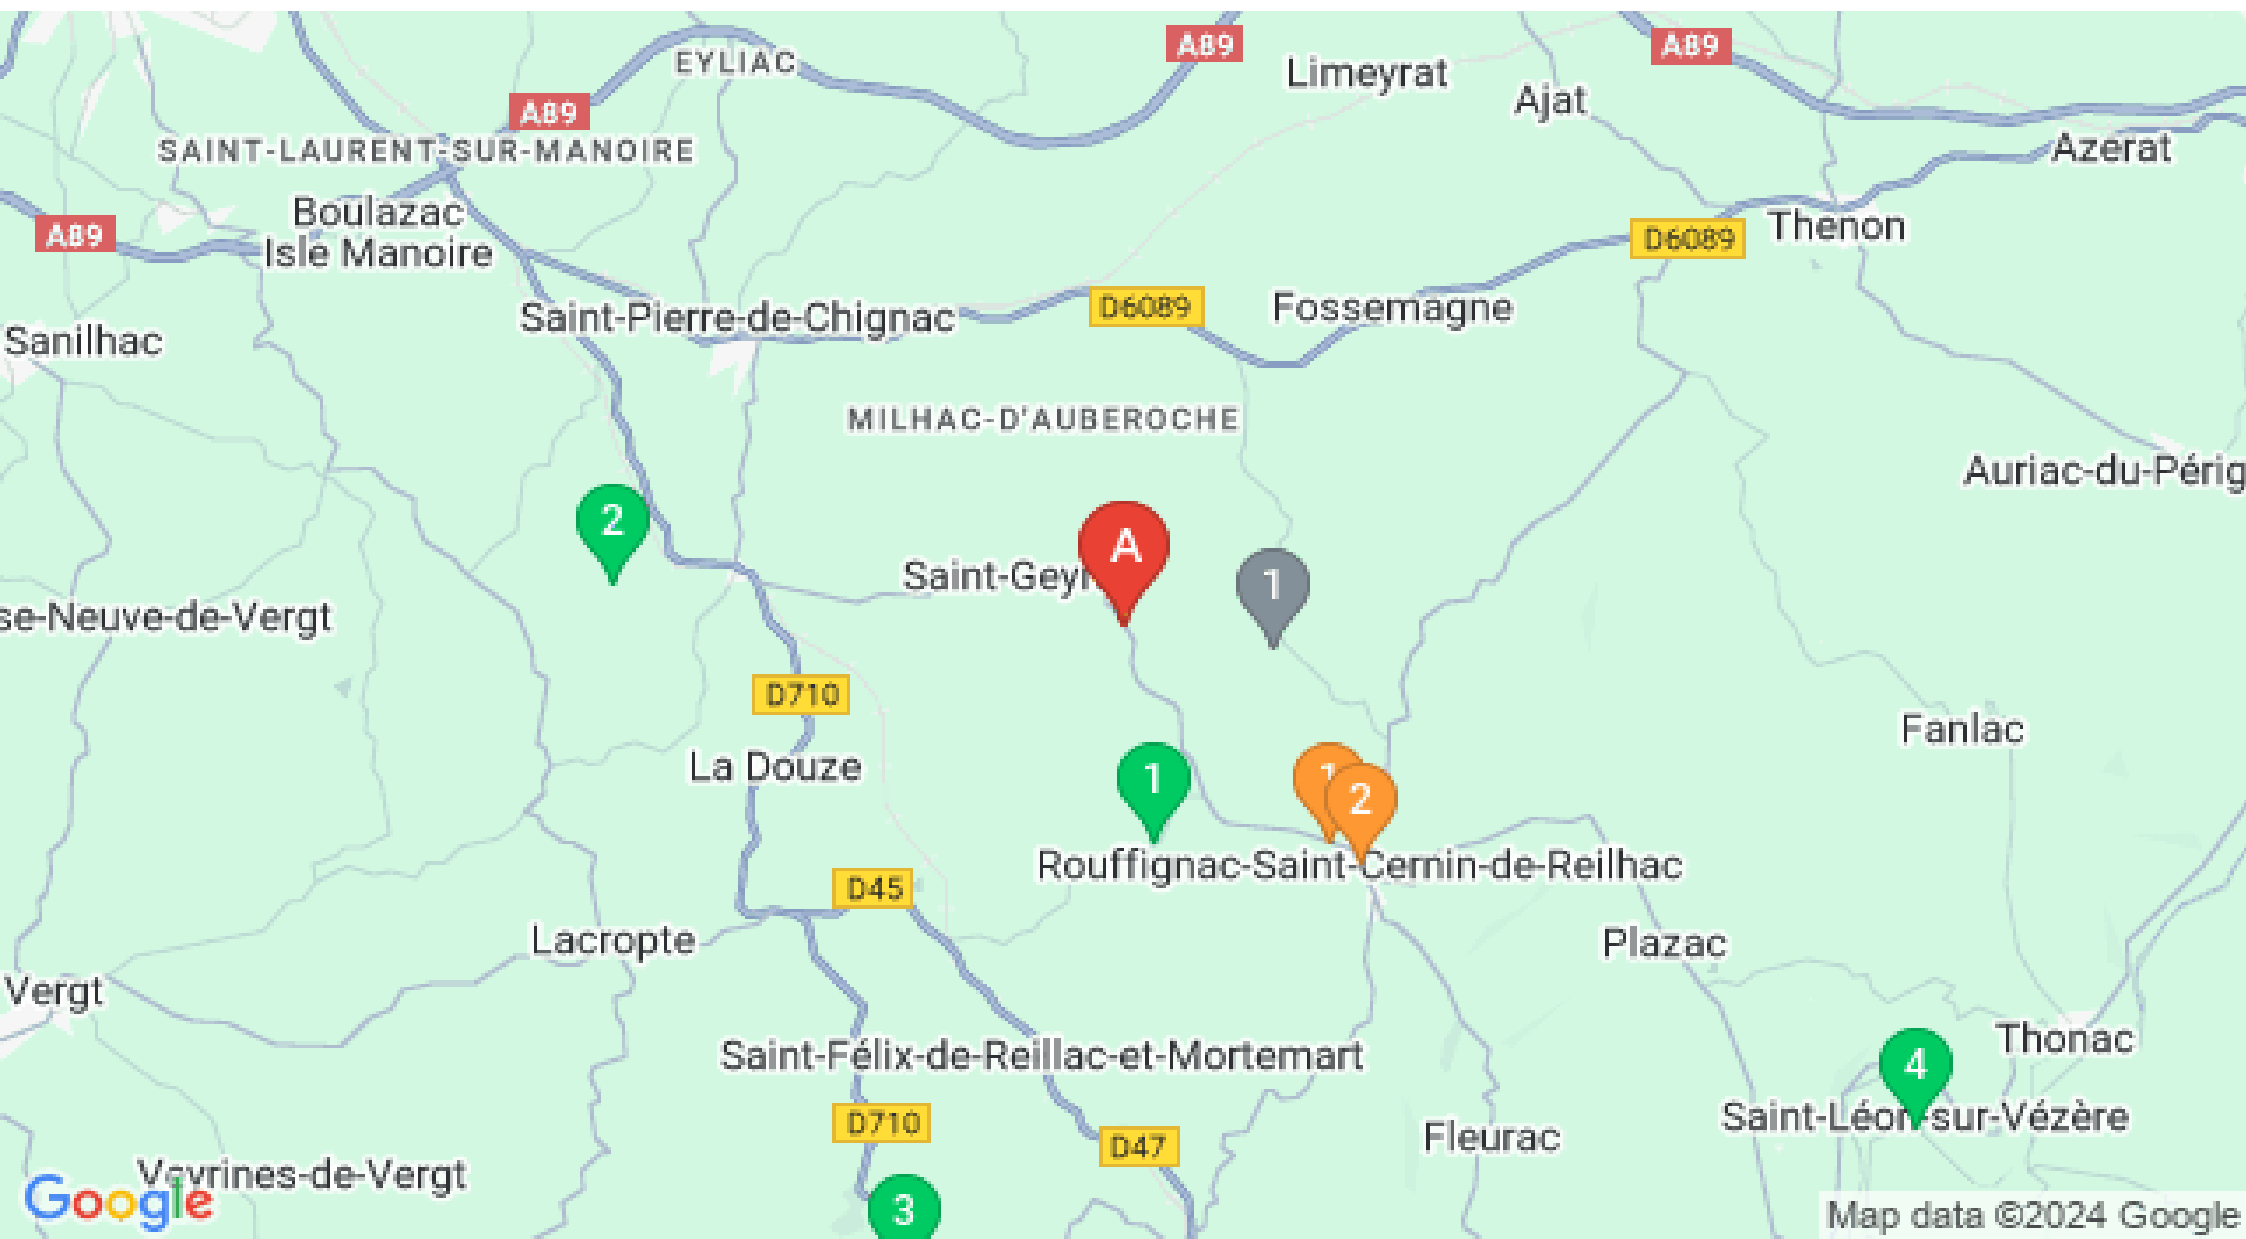 A89
Limeyrat
A89
EYLIAC
Ajat
A89
SAINT-LAURENT-SUR-MANOIRE
Azerat
Boulazac
Isle Manoire
A89
D6089
Thenon
Saint-Pierre-de-Chignac
D6089
Fossemagne
Sanilhac
MILHAC-D'AUBEROCHE
Auriac-du-Périg
2
A
Saint-Gey
1
se-Neuve-de-Vergt
D710
Fanlac
La Douze
1
1
2
Rouffignac-Saint-Cernin-de-Reilhac
D45
Lacropte
Plazac
Vergt
Thonac
Saint-Félix-de-Reillac-et-Mortemart
4
Saint-Léon-sur-Vézère
D710
D47
Fleurac
Veyrines-de-Vergt
Google
3
Map data ©2024 Google